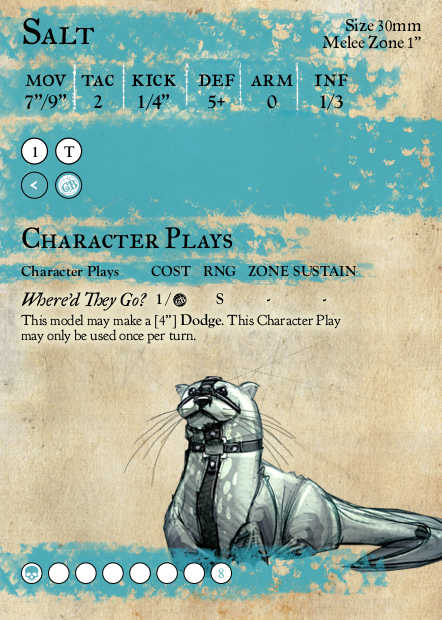 Salt
Size 30mm
Melee Zone 1"
MOV TAC KICK DEF ARM INF
7"/9" 2 1/4" 5+ 0 1/3
1 T
< GB
Character Plays
Character Plays COST RNG ZONE SUSTAIN
Where'd They Go? 1 / GB S - -
This model may make a [4"] Dodge. This Character Play
may only be used once per turn.
8